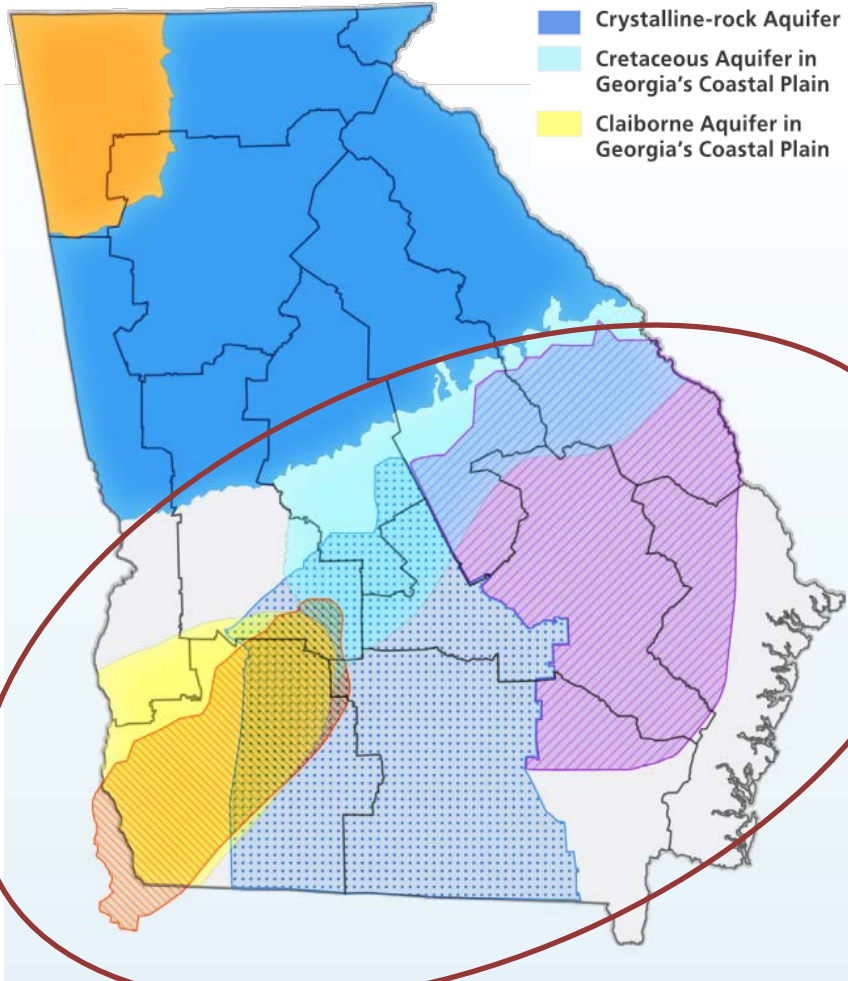 Crystalline-rock Aquifer
Cretaceous Aquifer in
Georgia's Coastal Plain
Claiborne Aquifer in
Georgia's Coastal Plain